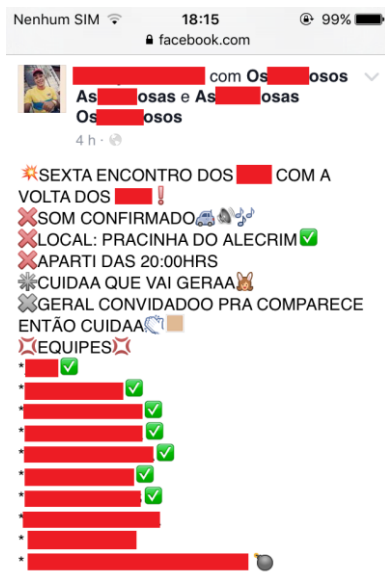 Nenhum SIM 18:15 99%
facebook.com
com Os osos
As osas e As osas
Os osos
4 h ·
💥SEXTA ENCONTRO DOS COM A
VOLTA DOS ❗
❌SOM CONFIRMADO🚙🔊🎶
❌LOCAL: PRACINHA DO ALECRIM✅
❌APARTI DAS 20:00HRS
✳CUIDAA QUE VAI GERAA👯
✖GERAL CONVIDADOO PRA COMPARECE
ENTÃO CUIDAA👏🏼
💢EQUIPES💢
* ✅
* ✅
* ✅
* ✅
* ✅
* ✅
* ✅
*
*
* 💣